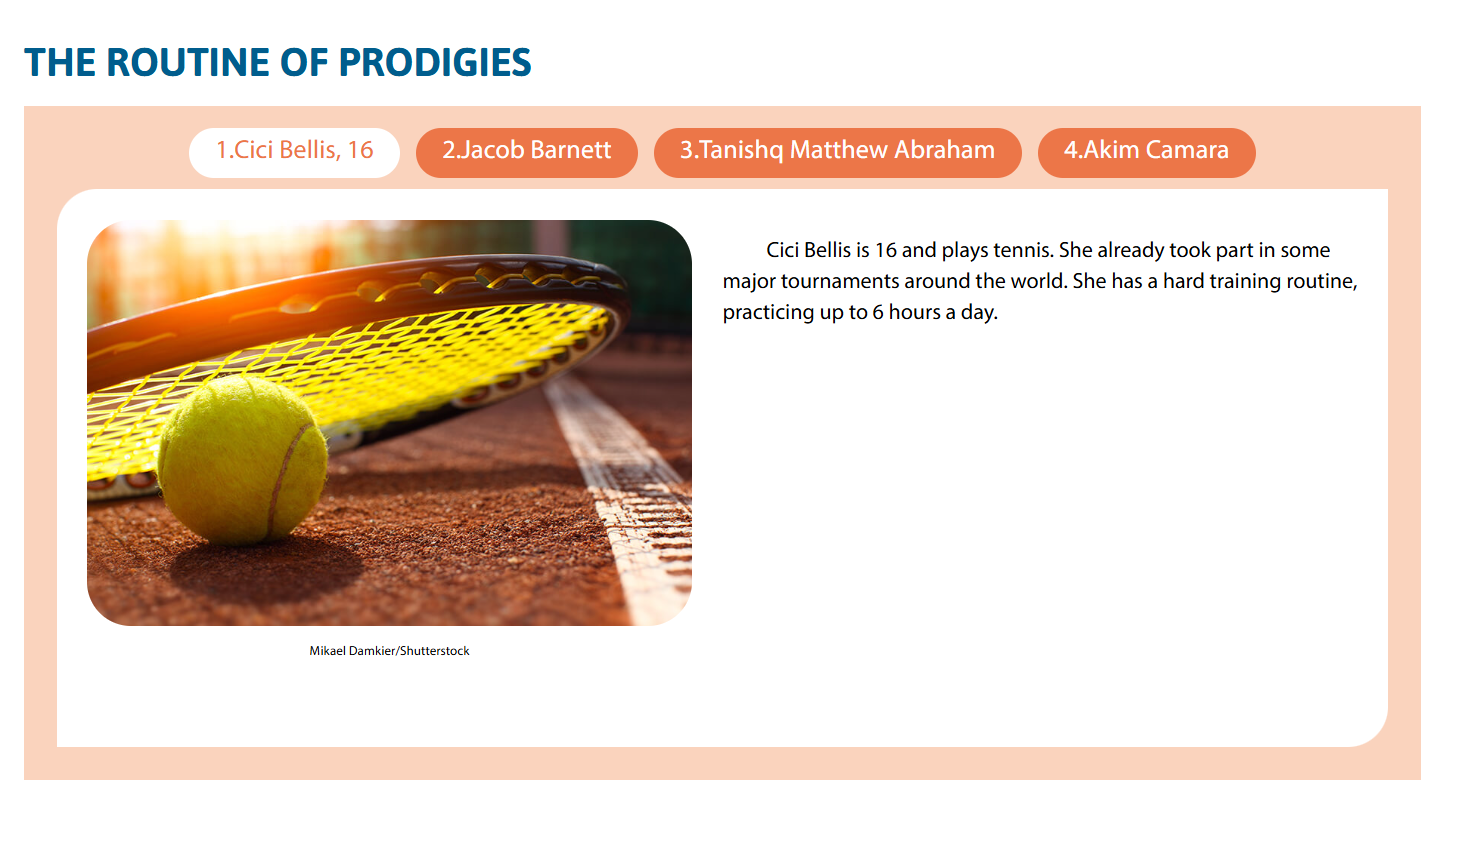 THE ROUTINE OF PRODIGIES
1.Cici Bellis, 16
2.Jacob Barnett
3.Tanishq Matthew Abraham
4.Akim Camara
Cici Bellis is 16 and plays tennis. She already took part in some
major tournaments around the world. She has a hard training routine,
practicing up to 6 hours a day.
Mikael Damkier/Shutterstock